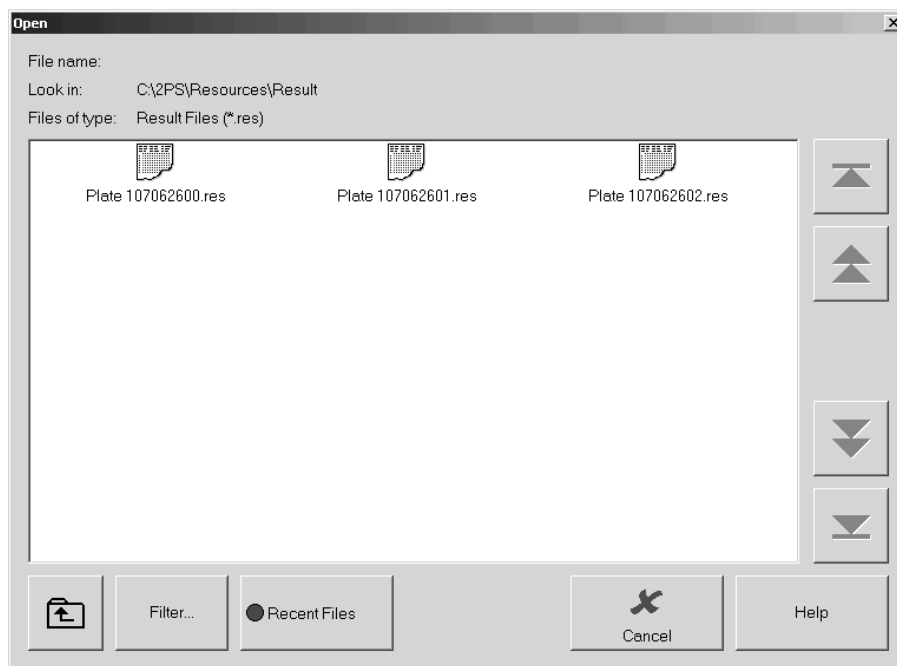 Open
File name:
Look in: C:\2PS\Resources\Result
Files of type: Result Files (*.res)
Plate 107062600.res Plate 107062601.res Plate 107062602.res
Filter... Recent Files Cancel Help